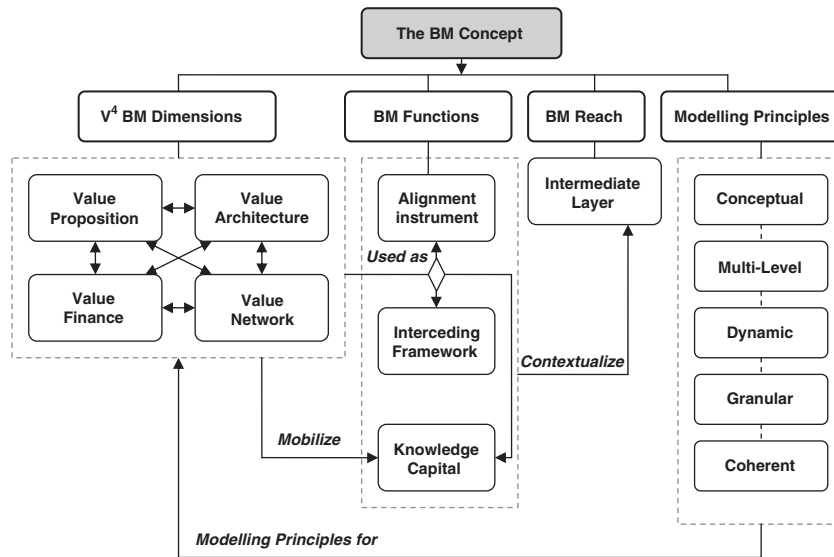 The BM Concept
V⁴ BM Dimensions
BM Functions
BM Reach
Modelling Principles
Value
Proposition
Value
Architecture
Value
Finance
Value
Network
Used as
Alignment
instrument
Interceding
Framework
Mobilize
Knowledge
Capital
Contextualize
Intermediate
Layer
Conceptual
Multi-Level
Dynamic
Granular
Coherent
Modelling Principles for